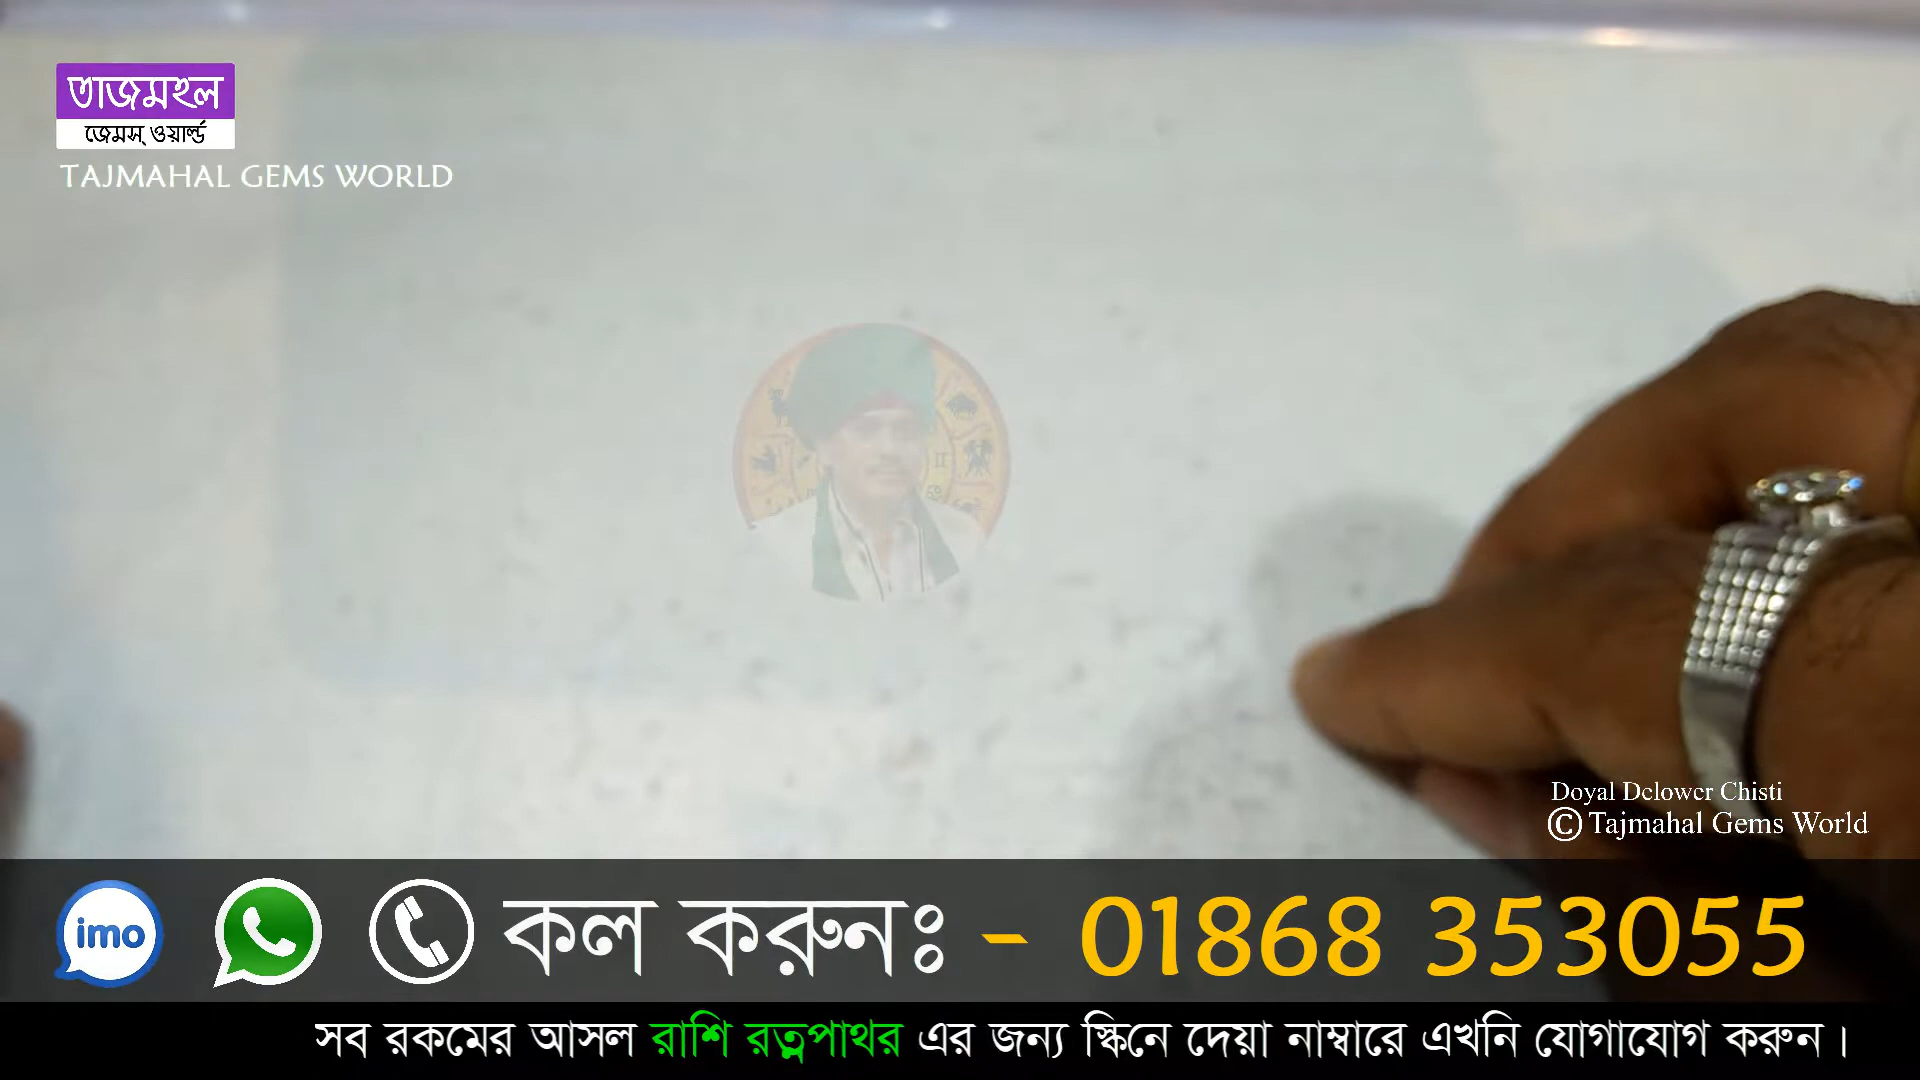 তাজমহল
জেমস্ ওয়ার্ল্ড
TAJMAHAL GEMS WORLD
Doyal Delower Chisti
© Tajmahal Gems World
imo
কল করুনঃ - 01868 353055
সব রকমের আসল রাশি রত্নপাথর এর জন্য স্কিনে দেয়া নাম্বারে এখনি যোগাযোগ করুন।